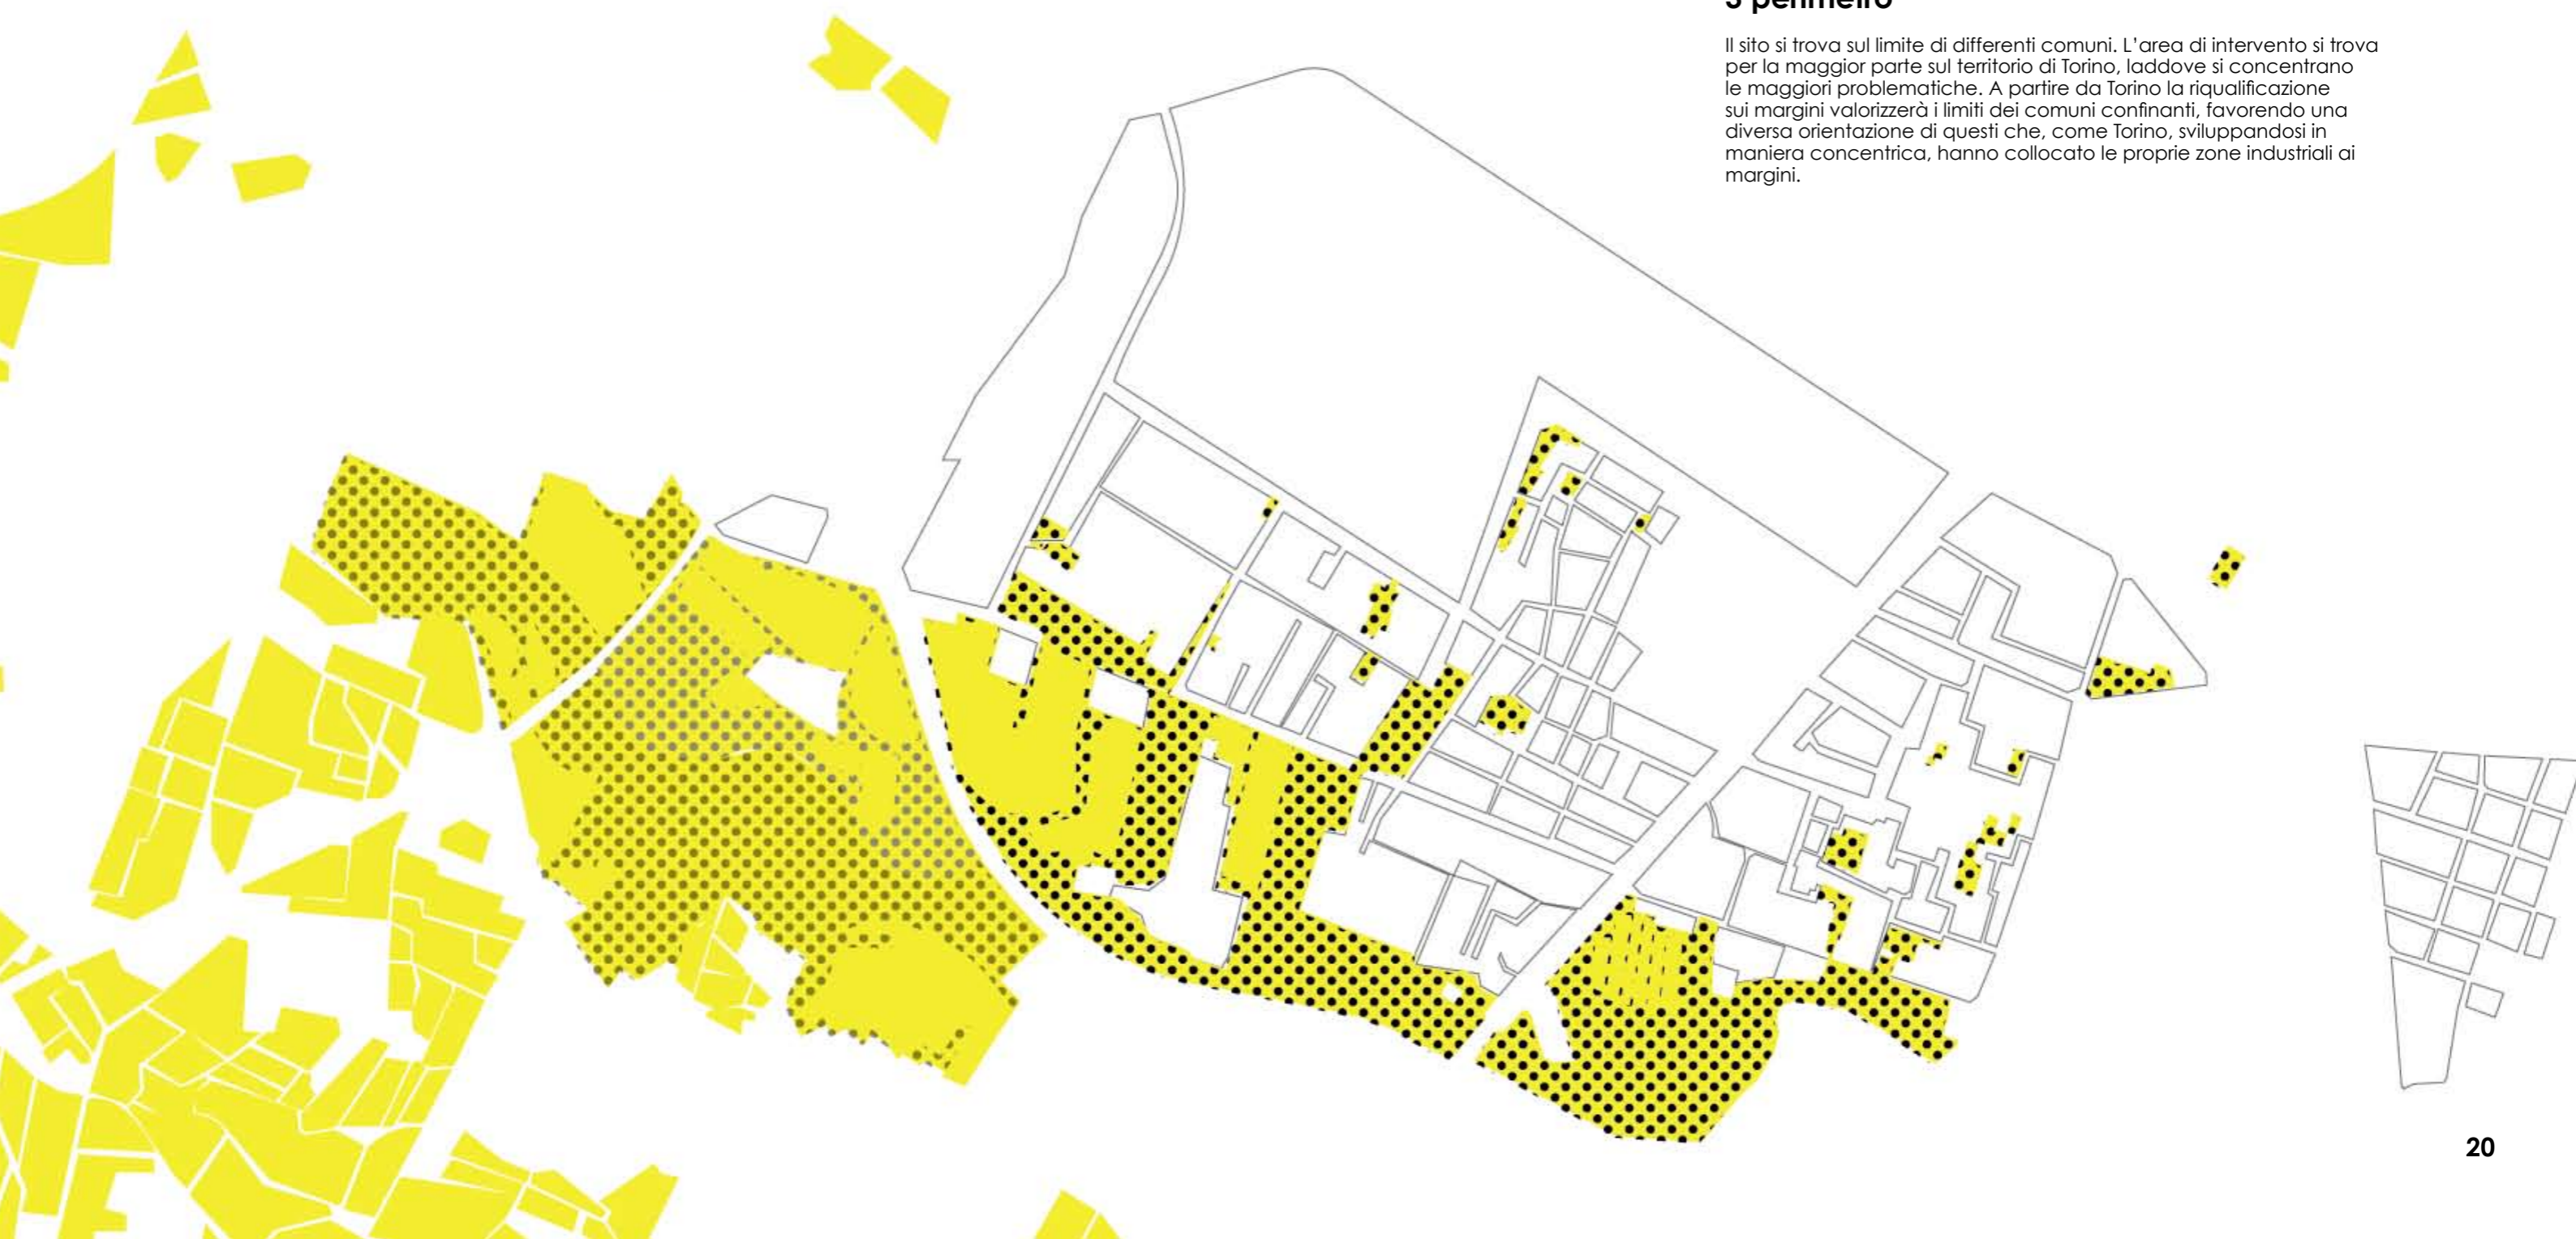 3 perimetro
Il sito si trova sul limite di differenti comuni. L'area di intervento si trova
per la maggior parte sul territorio di Torino, laddove si concentrano
le maggiori problematiche. A partire da Torino la riqualificazione
sui margini valorizzerà i limiti dei comuni confinanti, favorendo una
diversa orientazione di questi che, come Torino, sviluppandosi in
maniera concentrica, hanno collocato le proprie zone industriali ai
margini.
20